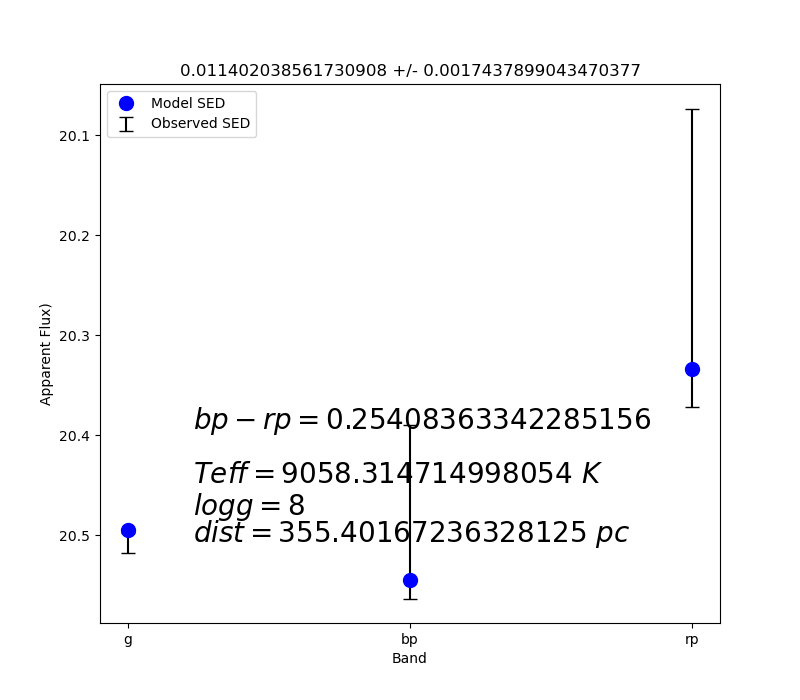 0.011402038561730908 +/- 0.0017437899043470377
Model SED
Observed SED
20.1
20.2
20.3
20.4
20.5
Apparent Flux)
bp − rp = 0.25408363342285156
Teff = 9058.314714998054 K
logg = 8
dist = 355.40167236328125 pc
g
bp
rp
Band